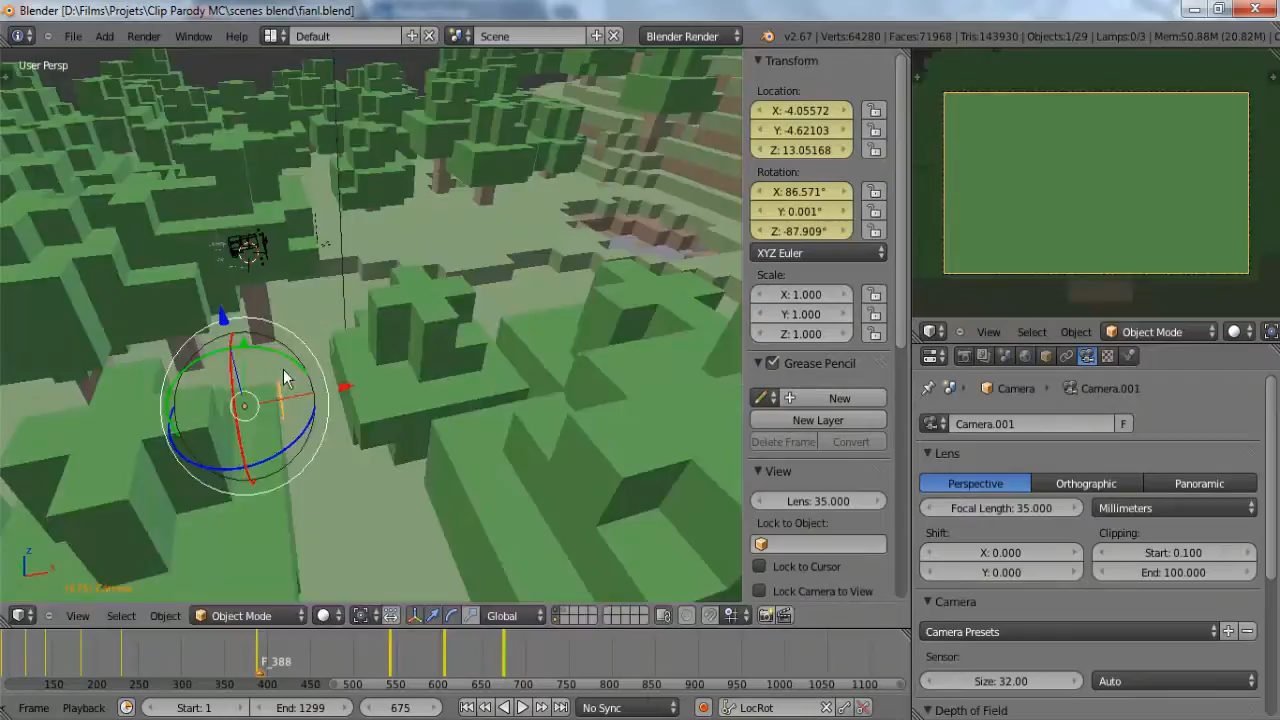 Blender [D:\Films\Projets\Clip Parody MC\scenes blend\fianl.blend]
File Add Render Window Help Default Scene Blender Render v2.67 | Verts:64280 | Faces:71968 | Tris:143930 | Objects:1/29 | Lamps:0/3 | Mem:50.88M (20.82M) | C
User Persp
Transform
Location:
X: -4.05572
Y: -4.62103
Z: 13.05168
Rotation:
X: 86.571°
Y: 0.001°
Z: -87.909°
XYZ Euler
Scale:
X: 1.000
Y: 1.000
Z: 1.000
Grease Pencil
New
New Layer
Delete Frame Convert
View
Lens: 35.000
Lock to Object:
Lock to Cursor
Lock Camera to View
z
x
(675) Camera
View Select Object Object Mode Global
View Select Object Object Mode
Camera Camera.001
Camera.001 F
Lens
Perspective Orthographic Panoramic
Focal Length: 35.000 Millimeters
Shift: Clipping:
X: 0.000 Start: 0.100
Y: 0.000 End: 100.000
Camera
Camera Presets
Sensor:
Size: 32.00 Auto
Depth of Field
F_388
150 200 250 300 350 400 450 500 550 600 650 700 750 800 850 900 950 1000 1050 1100
Frame Playback Start: 1 End: 1299 675 No Sync LocRot